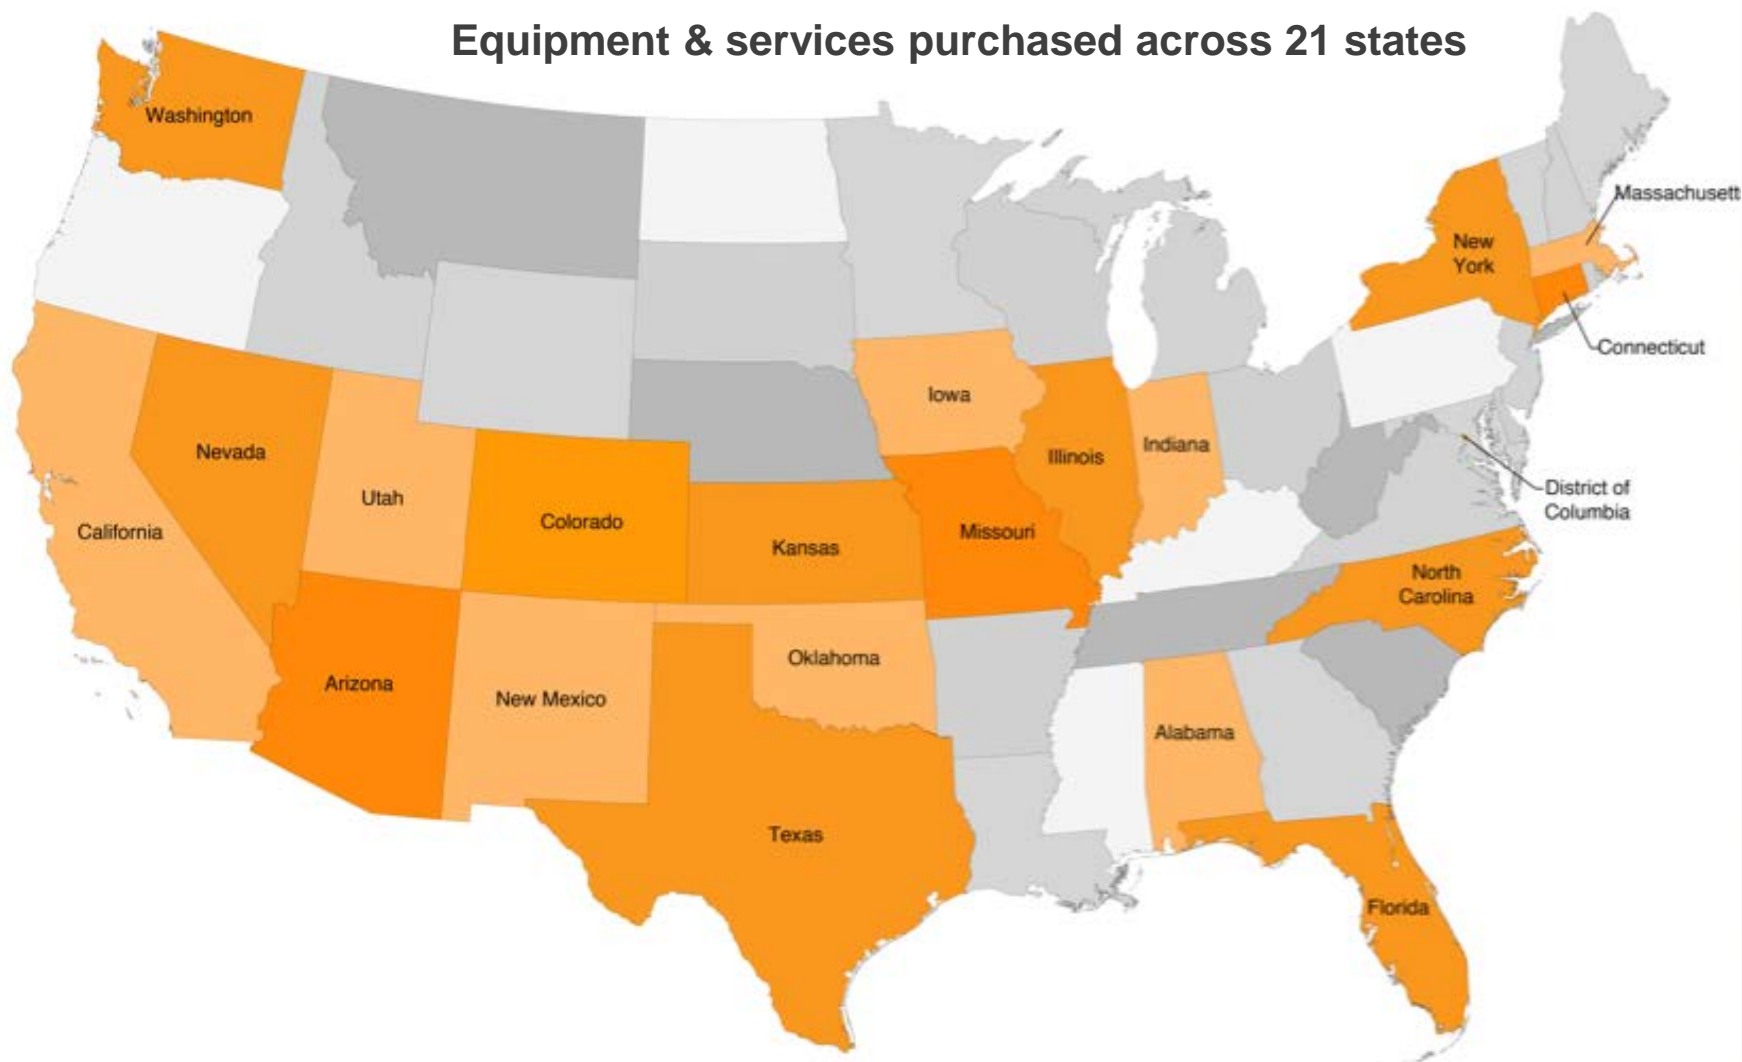 Equipment & services purchased across 21 states
Washington
Massachusett
New
York
Connecticut
Iowa
Nevada
Illinois
Indiana
Utah
District of
Columbia
Colorado
California
Missouri
Kansas
North
Carolina
Oklahoma
Arizona
New Mexico
Alabama
Texas
Florida